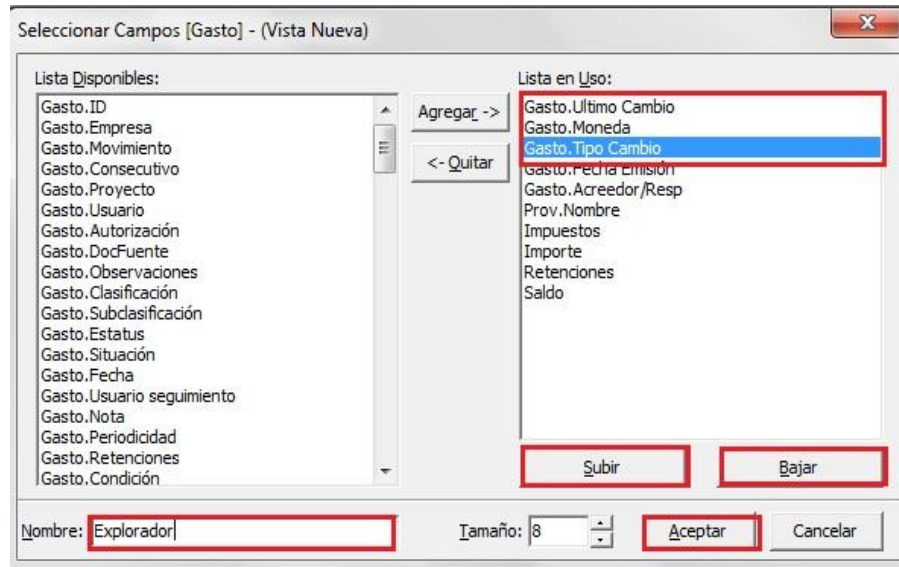 Seleccionar Campos [Gasto] - (Vista Nueva)
Lista Disponibles:
Gasto.ID
Gasto.Empresa
Gasto.Movimiento
Gasto.Consecutivo
Gasto.Proyecto
Gasto.Usuario
Gasto.Autorización
Gasto.DocFuente
Gasto.Observaciones
Gasto.Clasificación
Gasto.Subclasificación
Gasto.Estatus
Gasto.Situación
Gasto.Fecha
Gasto.Usuario seguimiento
Gasto.Nota
Gasto.Periodicidad
Gasto.Retenciones
Gasto.Condición
Agregar ->
<- Quitar
Lista en Uso:
Gasto.Ultimo Cambio
Gasto.Moneda
Gasto.Tipo Cambio
Gasto.Fecha Emisión
Gasto.Acreedor/Resp
Prov.Nombre
Impuestos
Importe
Retenciones
Saldo
Subir
Bajar
Nombre: Explorador
Tamaño: 8
Aceptar
Cancelar